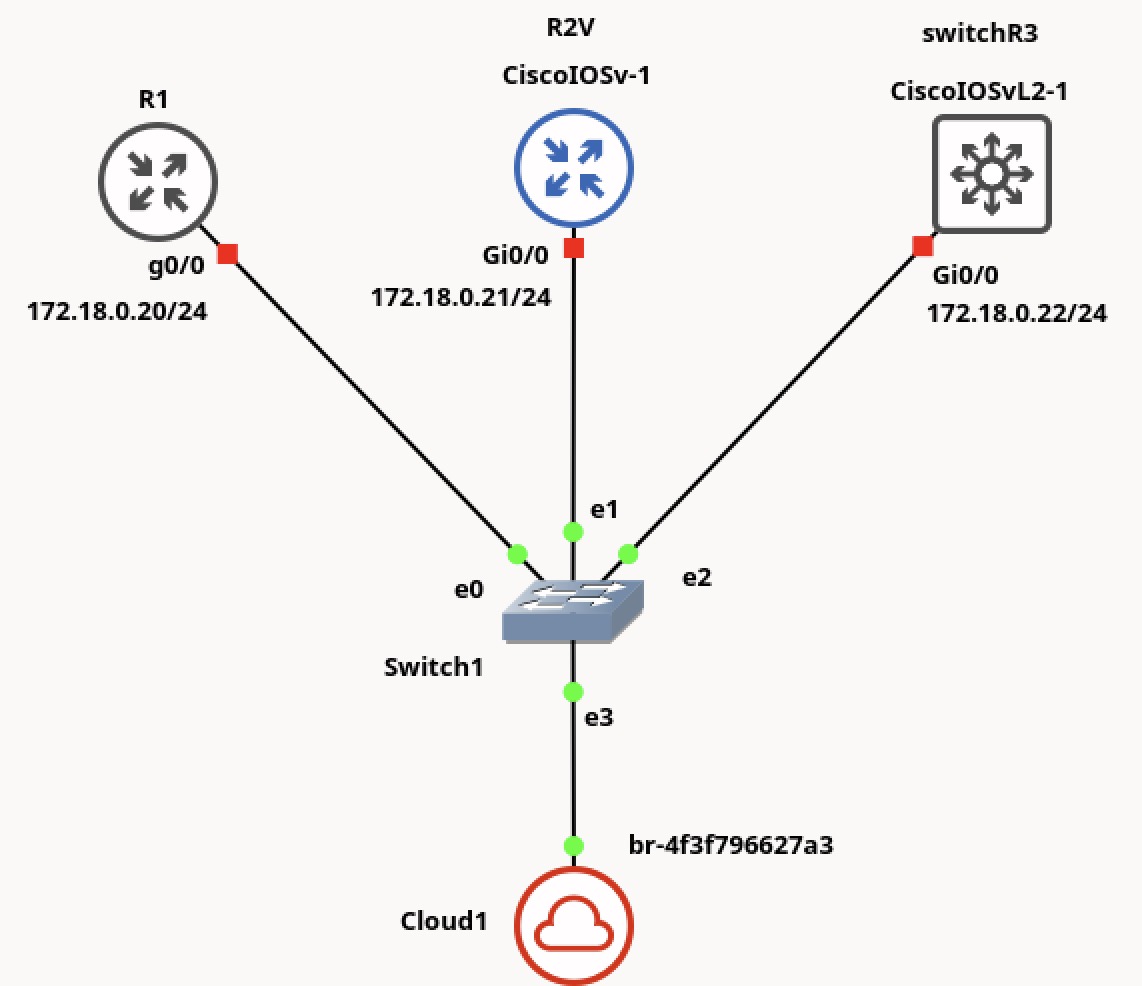 R2V
switchR3
CiscoIOSv-1
CiscoIOSvL2-1
R1
g0/0
172.18.0.20/24
Gi0/0
172.18.0.21/24
Gi0/0
172.18.0.22/24
e1
e0
e2
Switch1
e3
br-4f3f796627a3
Cloud1